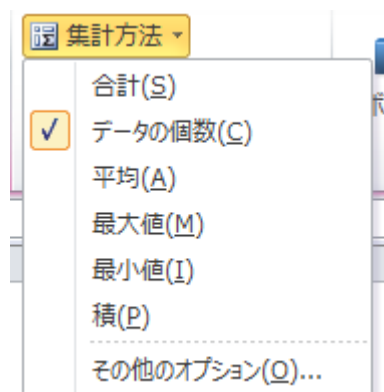 集計方法
合計(S)
データの個数(C)
平均(A)
最大値(M)
最小値(I)
積(P)
その他のオプション(O)...